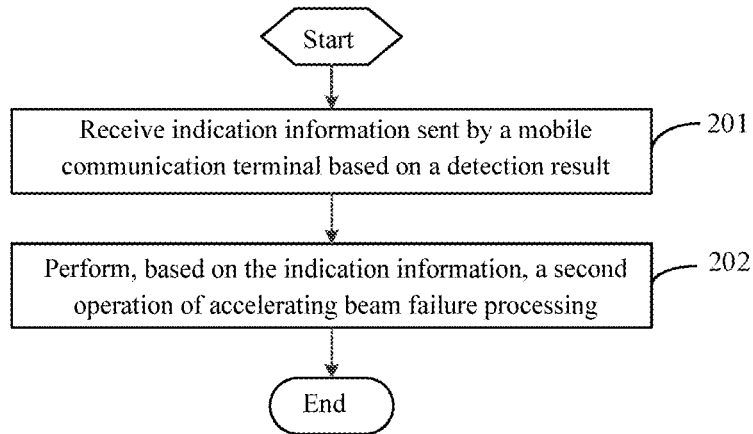 Start
Receive indication information sent by a mobile
communication terminal based on a detection result
201
Perform, based on the indication information, a second
operation of accelerating beam failure processing
202
End